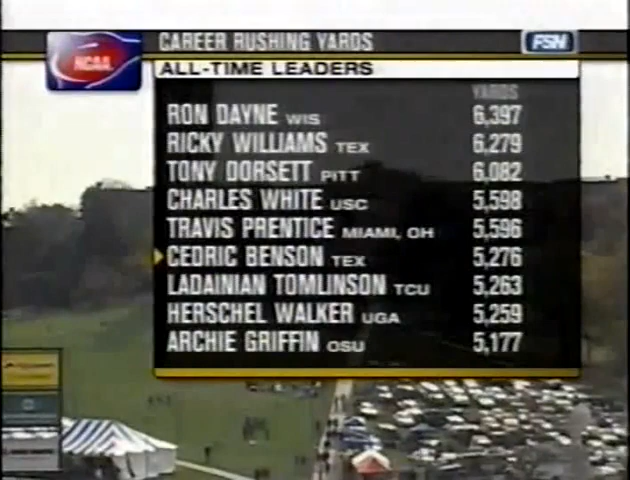 NCAA
CAREER RUSHING YARDS
FSN
ALL-TIME LEADERS
YARDS
RON DAYNE WIS 6,397
RICKY WILLIAMS TEX 6,279
TONY DORSETT PITT 6,082
CHARLES WHITE USC 5,598
TRAVIS PRENTICE MIAMI, OH 5,596
CEDRIC BENSON TEX 5,276
LADAINIAN TOMLINSON TCU 5,263
HERSCHEL WALKER UGA 5,259
ARCHIE GRIFFIN OSU 5,177